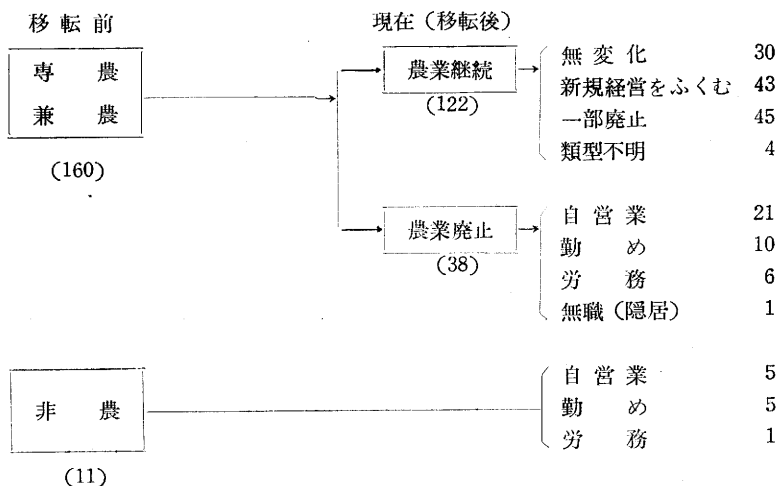 移転前
現在(移転後)
専農
兼農
(160)
農業継続
(122)
無変化 30
新規経営をふくむ 43
一部廃止 45
類型不明 4
農業廃止
(38)
自営業 21
勤め 10
労務 6
無職(隠居) 1
非農
(11)
自営業 5
勤め 5
労務 1